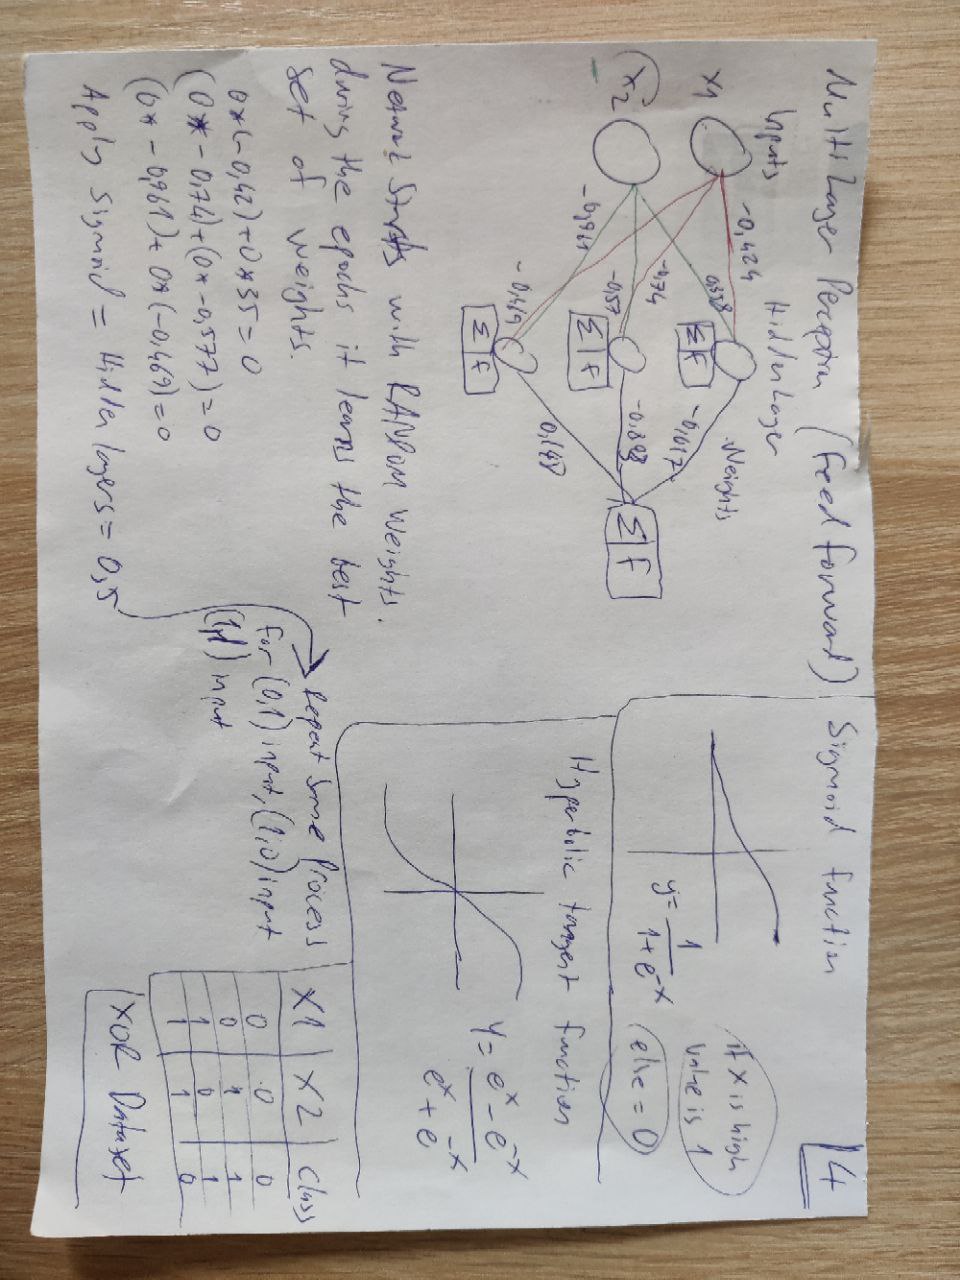 Multi Layer Perceptron (Feed forward)
Inputs
Hidden Layer
Weights
X1
X2
-0,424
0,358
-0,74
-0,57
-0,961
-0,469
-0,017
-0,893
0,148
Σ F
Σ F
Σ F
Σ F
Network Starts with RANDOM Weights.
during the epochs it learns the best
set of weights.
0*(-0,42)+0*35=0
(0*-0,74)+(0*-0,577)=0
(0*-0,961)+0*(-0,469)=0
Apply Sigmoid = Hidden layers = 0,5
Repeat Same Process
For (0,1) input, (1,0) input
(1,1) input
4
Sigmoid function
if X is high
value is 1
else = 0
y= 1
1+e-x
Hyperbolic tangent function
Y= ex - e-x
ex + e-x
X1 X2 Class
0 0 0
0 1 1
1 0 1
1 1 0
XOR Dataset